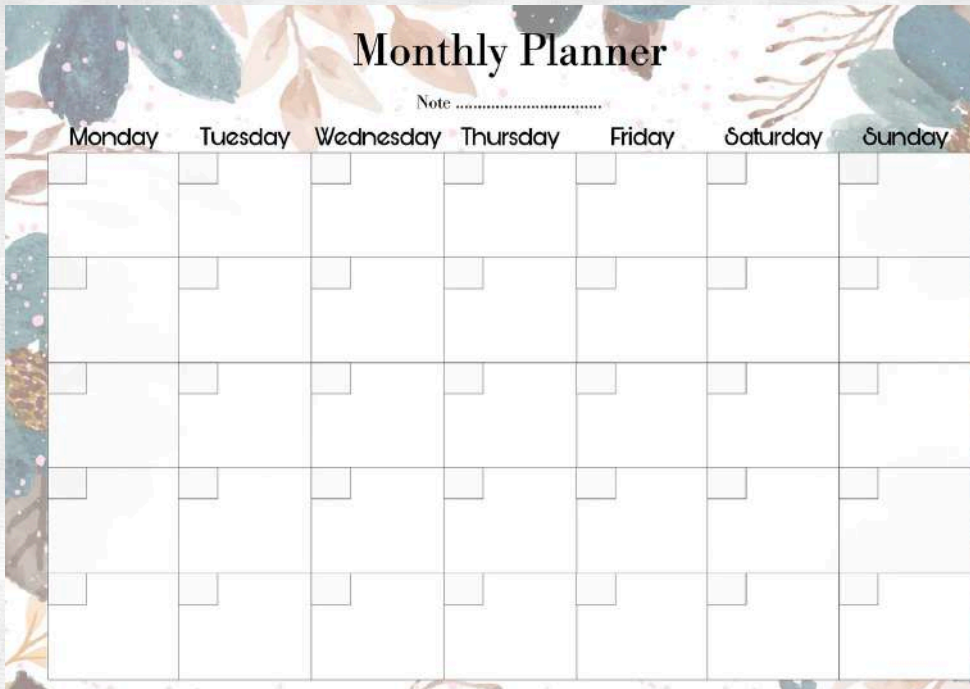 Monthly Planner
Note .................................
Monday Tuesday Wednesday Thursday Friday Saturday Sunday